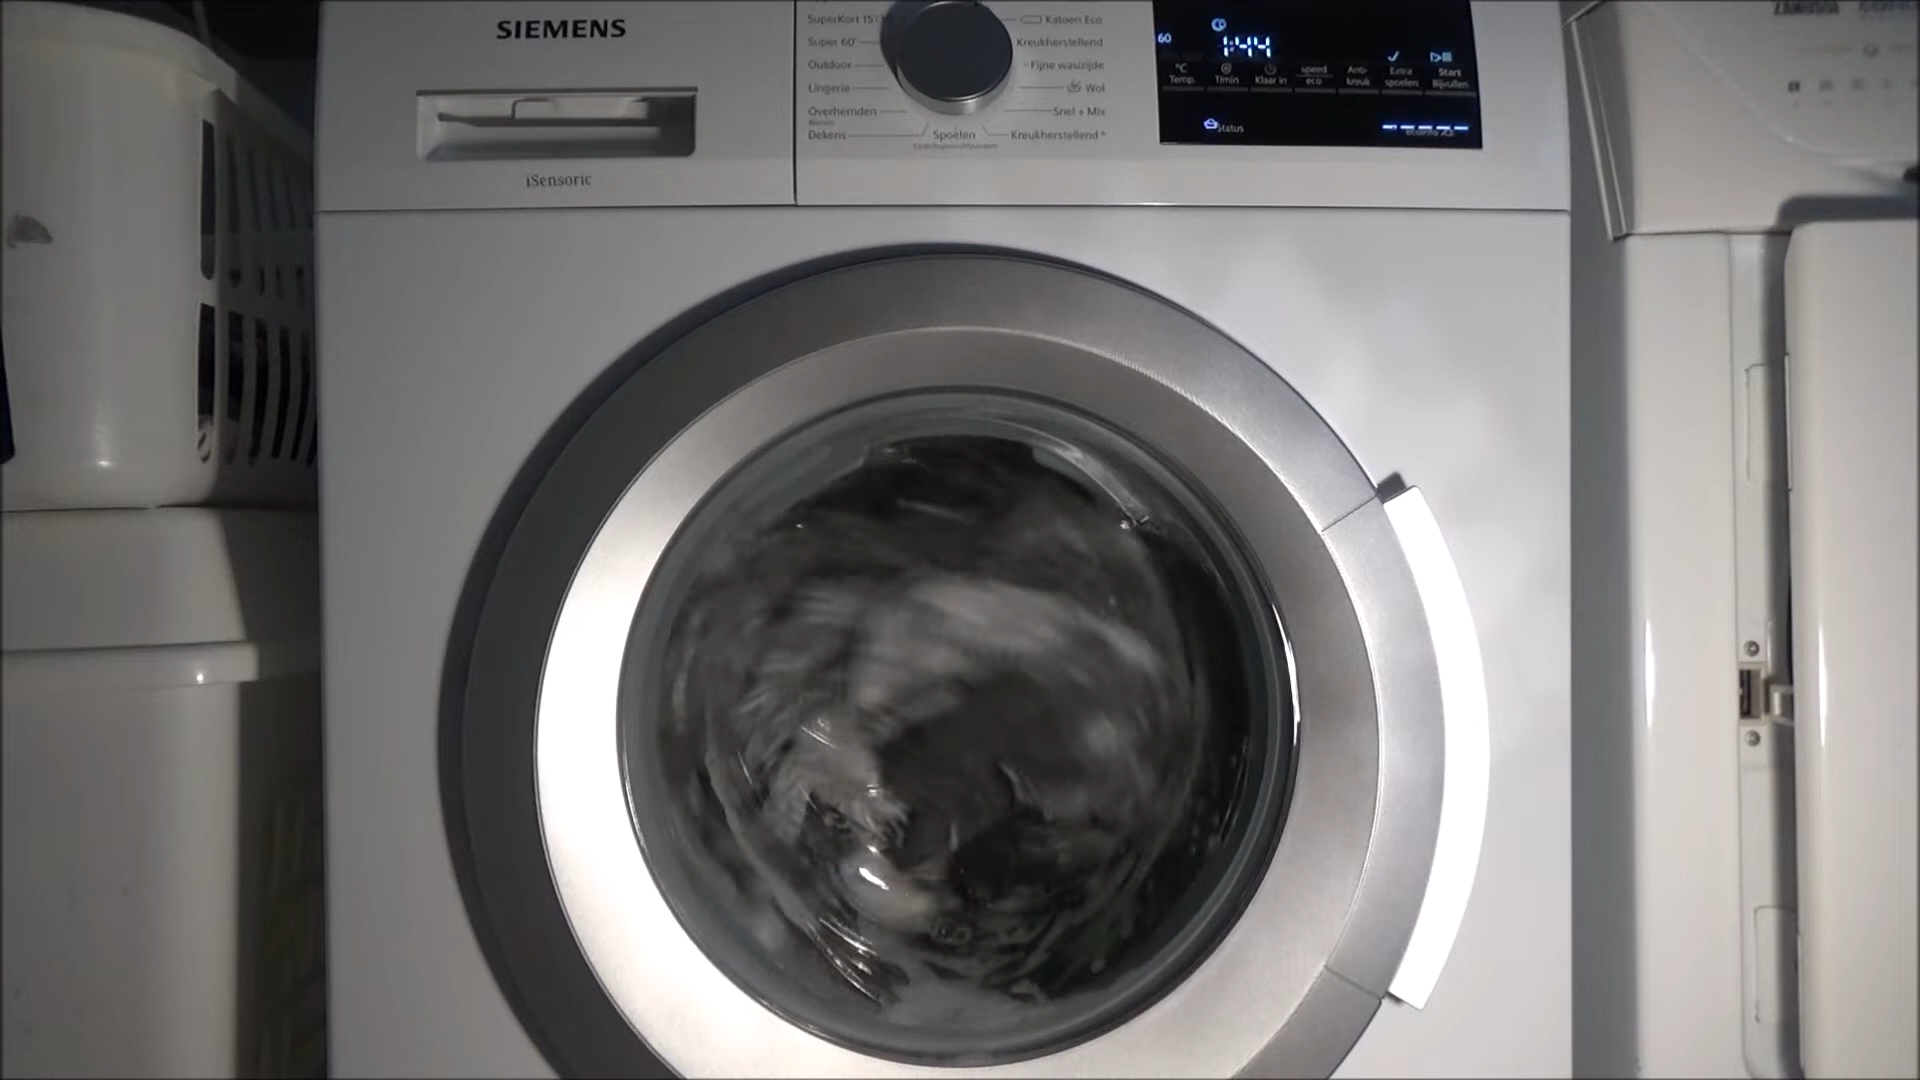 SIEMENS
iSensoric
SuperKort 15'/
Super 60'
Outdoor
Lingerie
Overhemden
Dekens
Spoelen
Katoen Eco
Kreukherstellend
Fijne was/zijde
Wol
Snel + Mix
Kreukherstellend+
60
1:44
°C Temp.
Timin
Klaar in
speed
eco
Anti-
kreuk
Extra
spoelen
Start
Bijvullen
Status